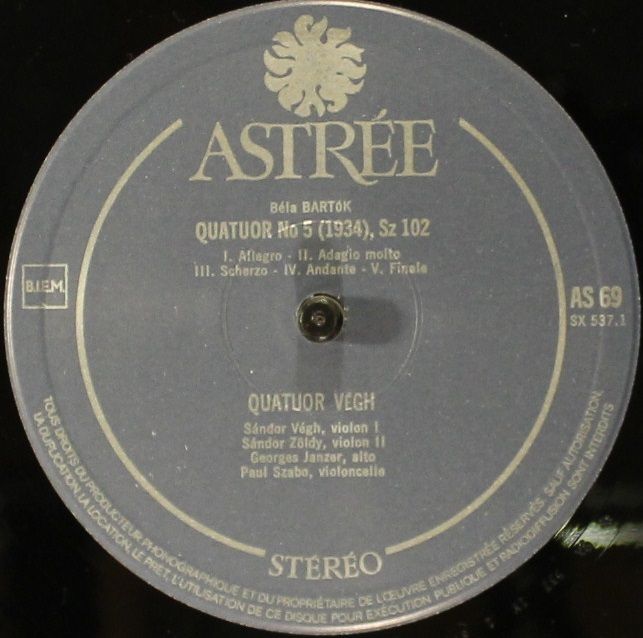 ASTRÉE
Béla BARTóK
QUATUOR No 5 (1934), Sz 102
I. Allegro - II. Adagio molto
III. Scherzo - IV. Andante - V. Finale
B.I.E.M.
AS 69
SX 537.1
QUATUOR VÉGH
Sándor Végh, violon I
Sándor Zöldy, violon II
Georges Janzer, alto
Paul Szabo, violoncelle
STÉRÉO
TOUS DROITS DU PRODUCTEUR PHONOGRAPHIQUE ET DU PROPRIÉTAIRE DE L'ŒUVRE ENREGISTRÉE RÉSERVÉS. SAUF AUTORISATION,
LA DUPLICATION, LA LOCATION, LE PRÊT, L'UTILISATION DE CE DISQUE POUR EXÉCUTION PUBLIQUE ET RADIODIFFUSION SONT INTERDITS